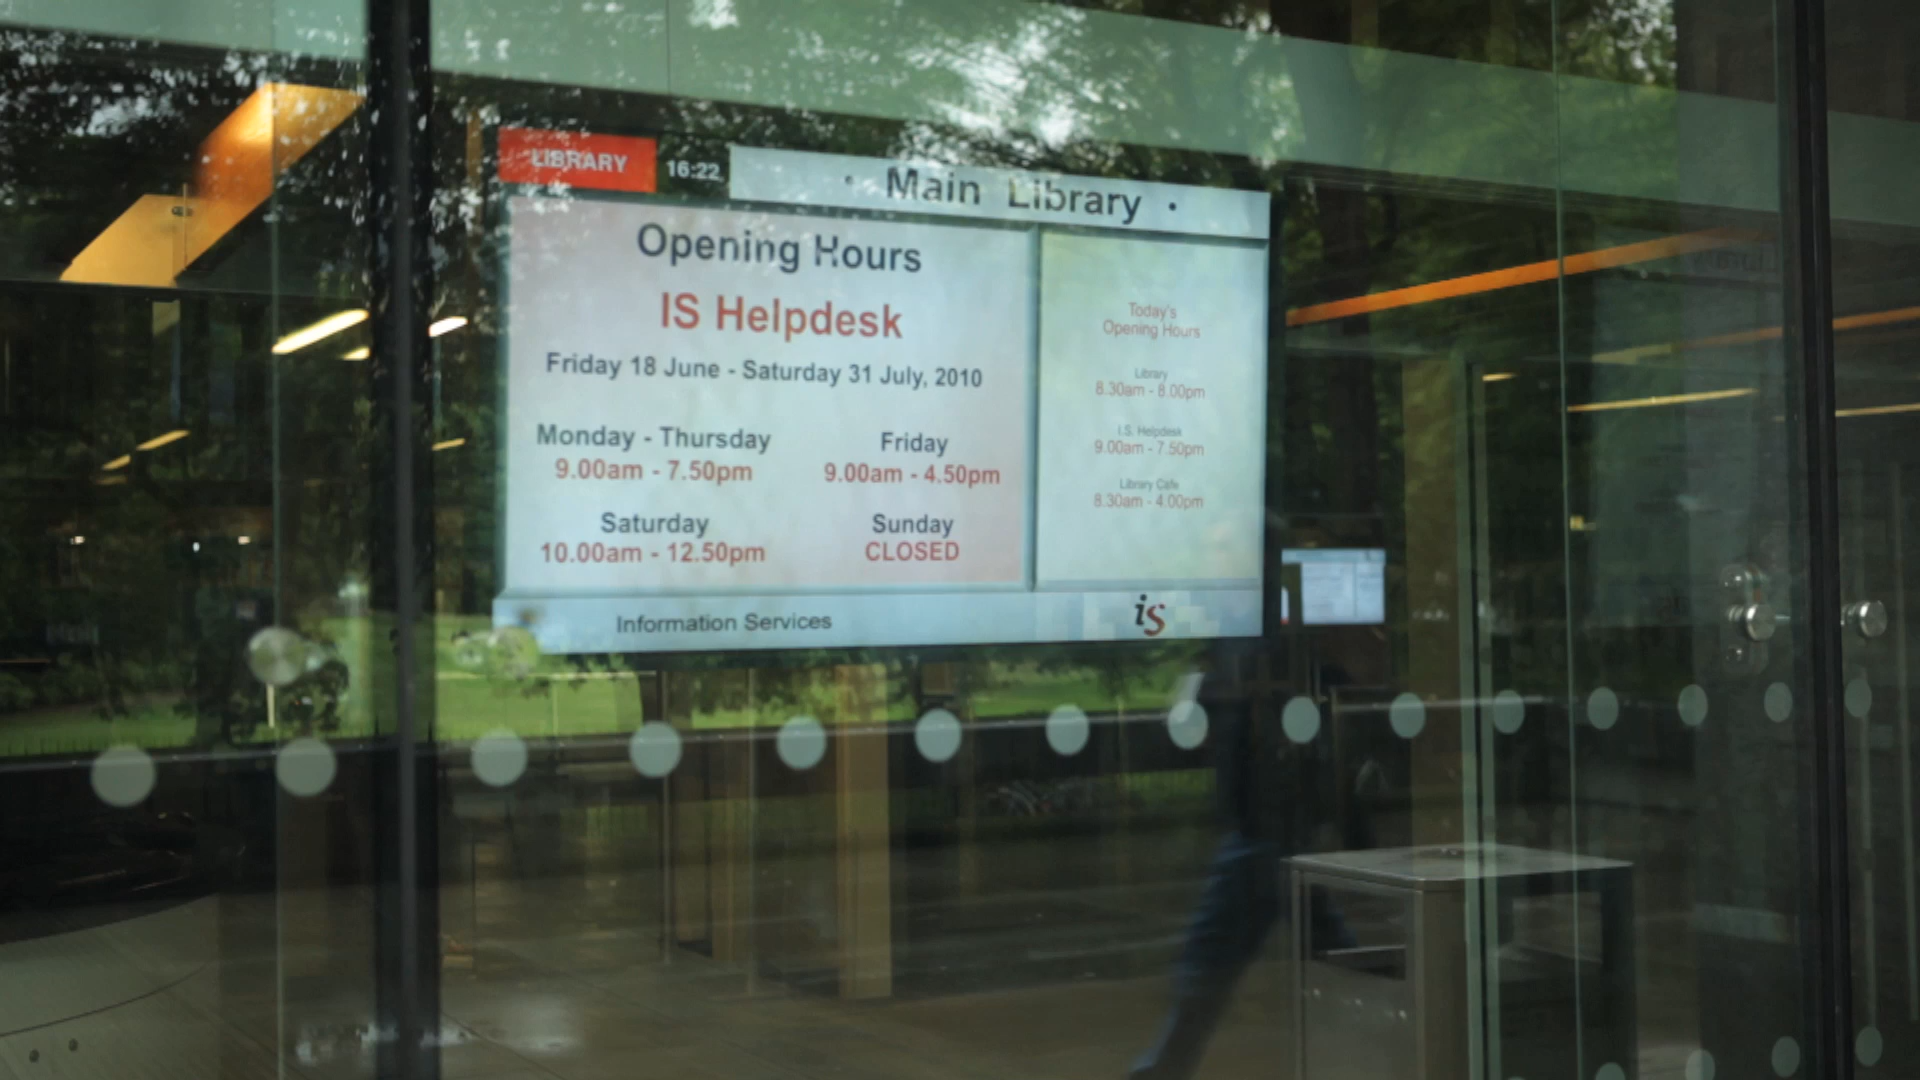 LIBRARY
16:22
• Main Library •
Opening Hours
IS Helpdesk
Friday 18 June - Saturday 31 July, 2010
Monday - Thursday
9.00am - 7.50pm
Friday
9.00am - 4.50pm
Saturday
10.00am - 12.50pm
Sunday
CLOSED
Today's
Opening Hours
Library
8.30am - 8.00pm
I.S. Helpdesk
9.00am - 7.50pm
Library Cafe
8.30am - 4.00pm
Information Services
is